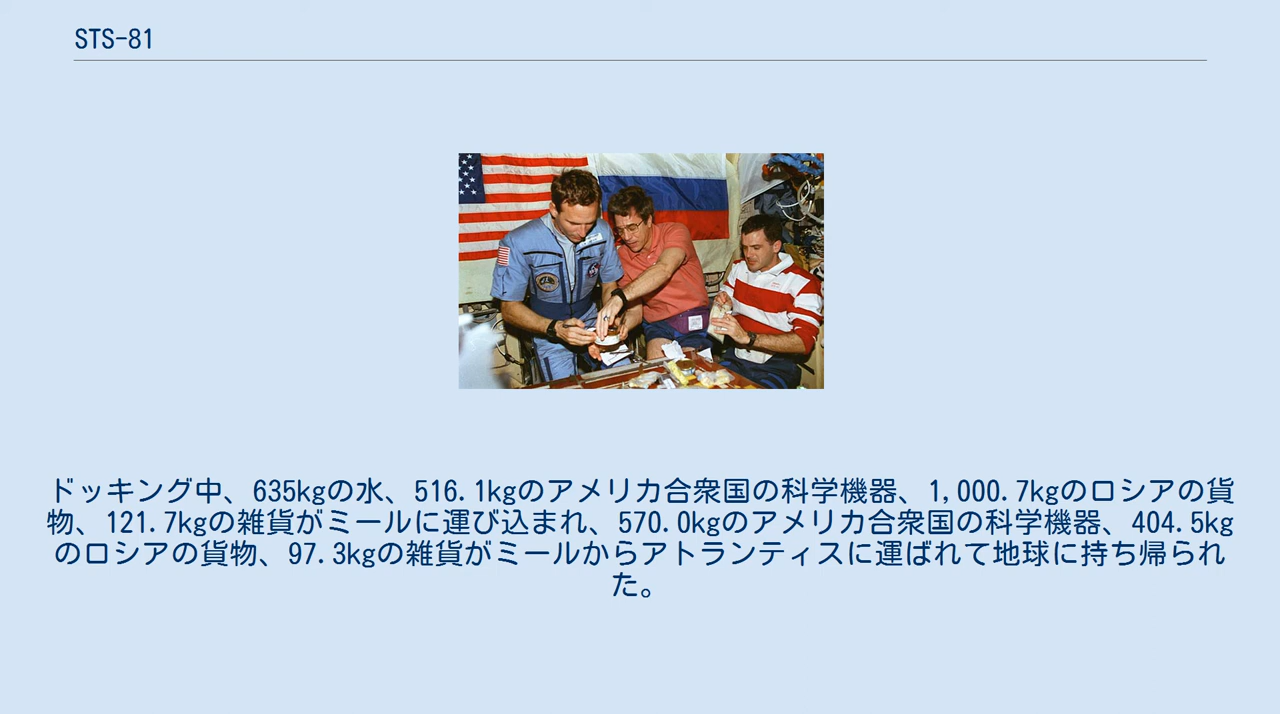 STS-81
ドッキング中、635kgの水、516.1kgのアメリカ合衆国の科学機器、1,000.7kgのロシアの貨
物、121.7kgの雑貨がミールに運び込まれ、570.0kgのアメリカ合衆国の科学機器、404.5kg
のロシアの貨物、97.3kgの雑貨がミールからアトランティスに運ばれて地球に持ち帰られ
た。